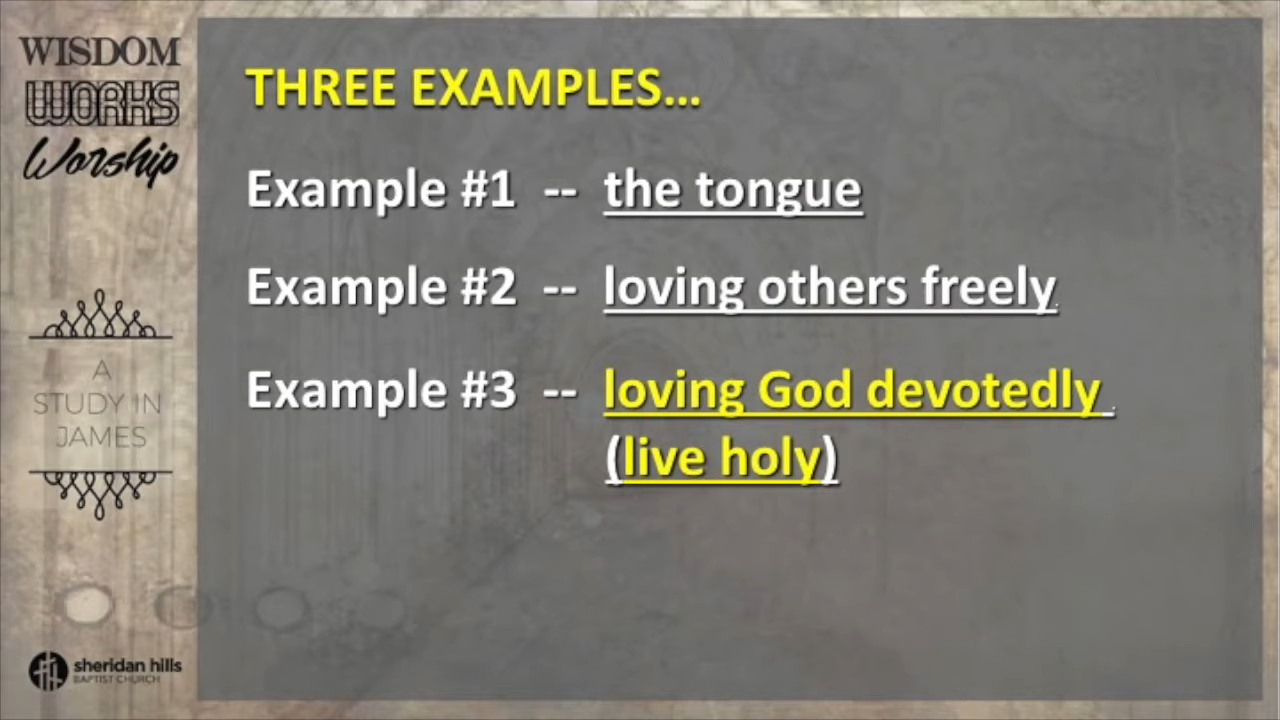 WISDOM
WORKS
Worship
A
STUDY IN
JAMES
sheridan hills
BAPTIST CHURCH
THREE EXAMPLES...
Example #1 -- the tongue
Example #2 -- loving others freely.
Example #3 -- loving God devotedly .
(live holy)